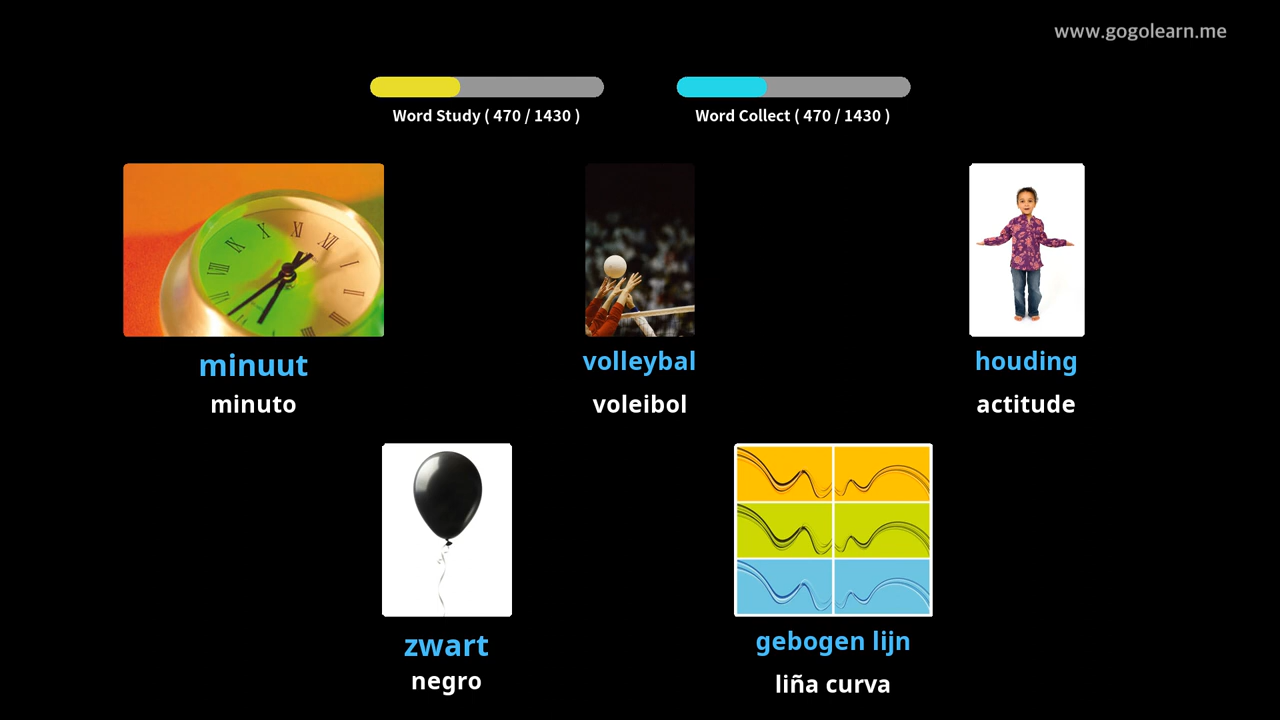 www.gogolearn.me
Word Study ( 470 / 1430 )
Word Collect ( 470 / 1430 )
minuut
minuto
volleybal
voleibol
houding
actitude
zwart
negro
gebogen lijn
liña curva